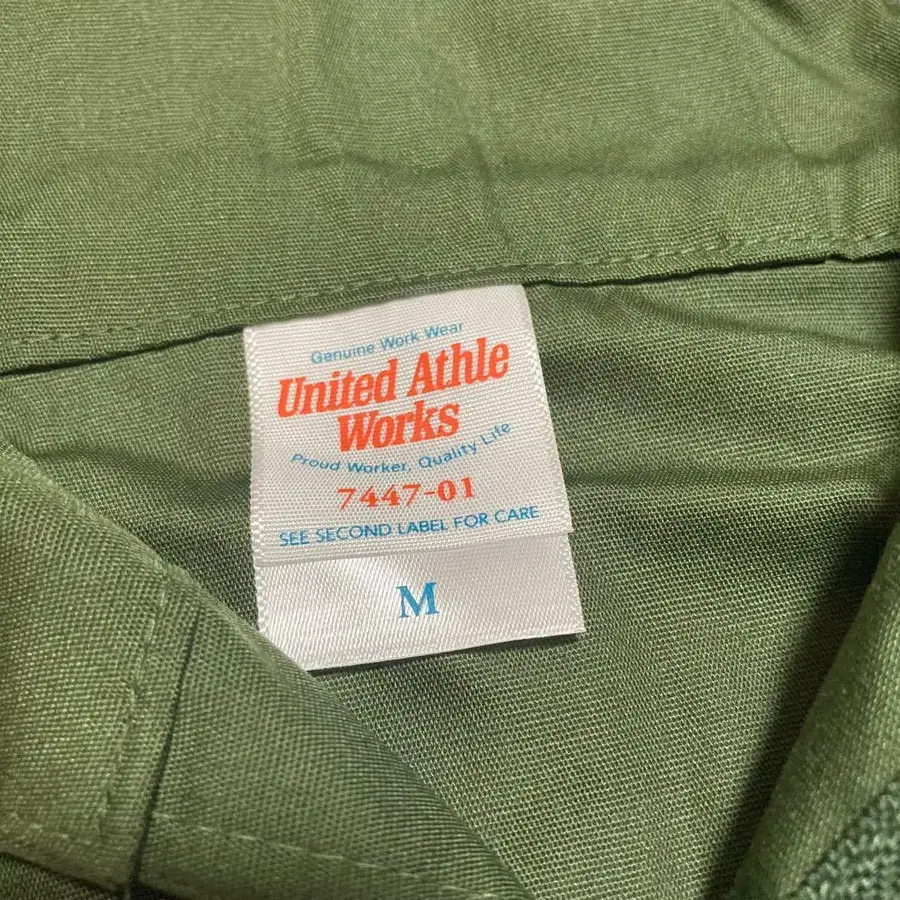 Genuine Work Wear
United Athle
Works
Proud Worker, Quality Life
7447-01
SEE SECOND LABEL FOR CARE
M